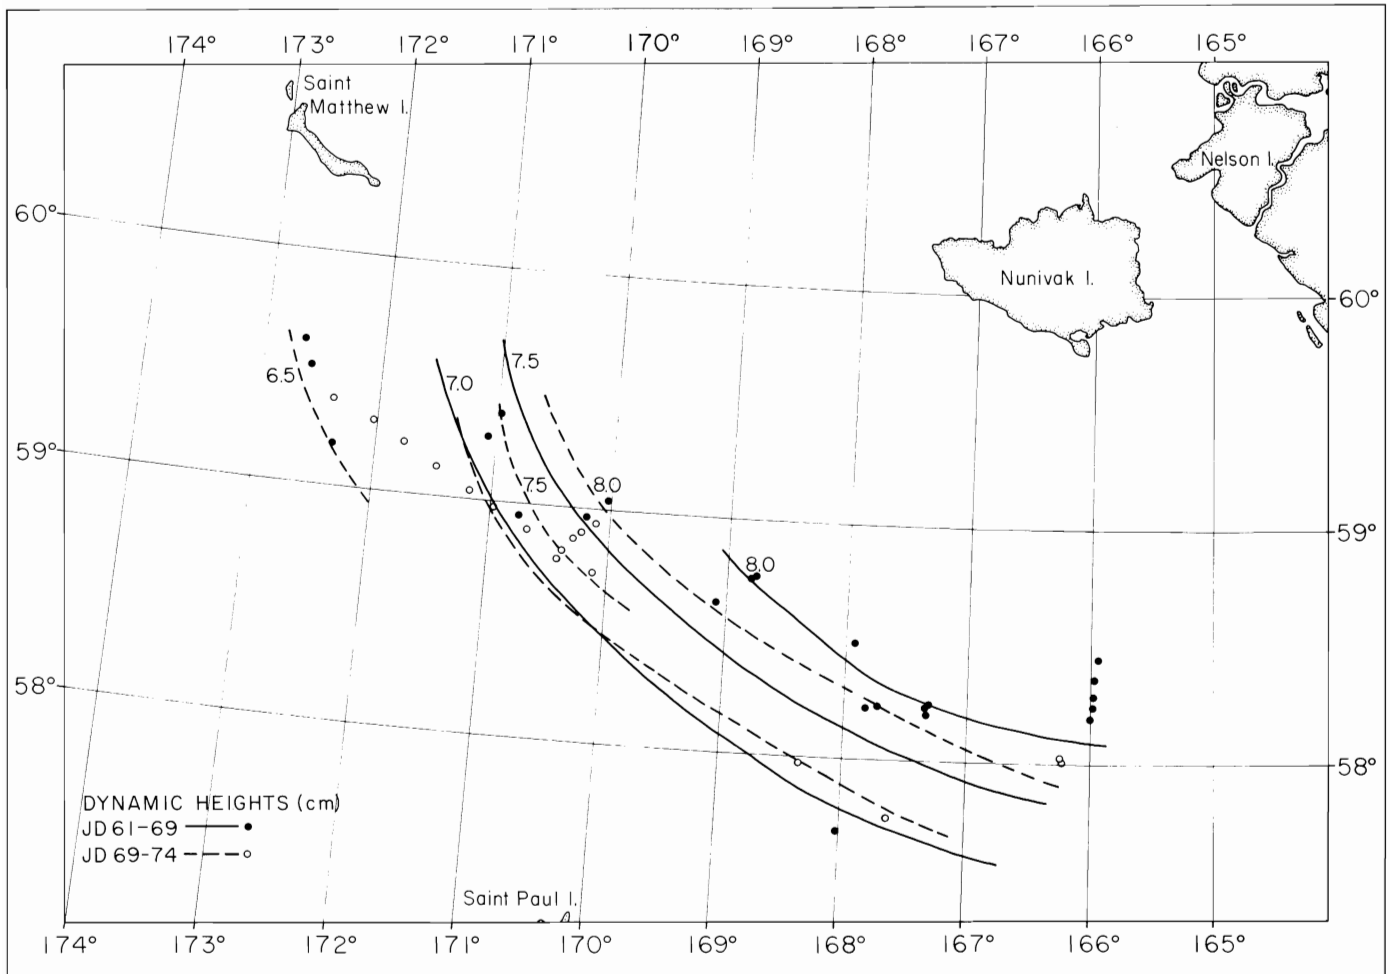 174° 173° 172° 171° 170° 169° 168° 167° 166° 165°
Saint
Matthew I.
Nelson I.
60°
Nunivak I.
60°
7.5
6.5
7.0
59°
7.5
8.0
59°
8.0
58°
58°
DYNAMIC HEIGHTS (cm)
JD 61-69
JD 69-74
Saint Paul I.
174° 173° 172° 171° 170° 169° 168° 167° 166° 165°